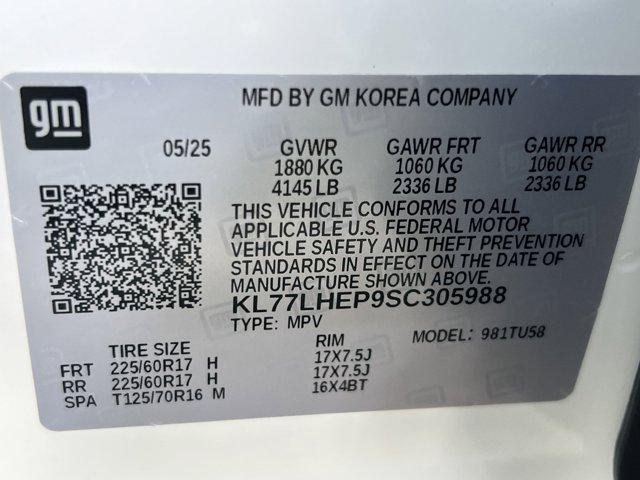 gm
MFD BY GM KOREA COMPANY
05/25 GVWR GAWR FRT GAWR RR
1880 KG 1060 KG 1060 KG
4145 LB 2336 LB 2336 LB
THIS VEHICLE CONFORMS TO ALL
APPLICABLE U.S. FEDERAL MOTOR
VEHICLE SAFETY AND THEFT PREVENTION
STANDARDS IN EFFECT ON THE DATE OF
MANUFACTURE SHOWN ABOVE.
KL77LHEP9SC305988
TYPE: MPV MODEL: 981TU58
TIRE SIZE RIM
FRT 225/60R17 H 17X7.5J
RR 225/60R17 H 17X7.5J
SPA T125/70R16 M 16X4BT